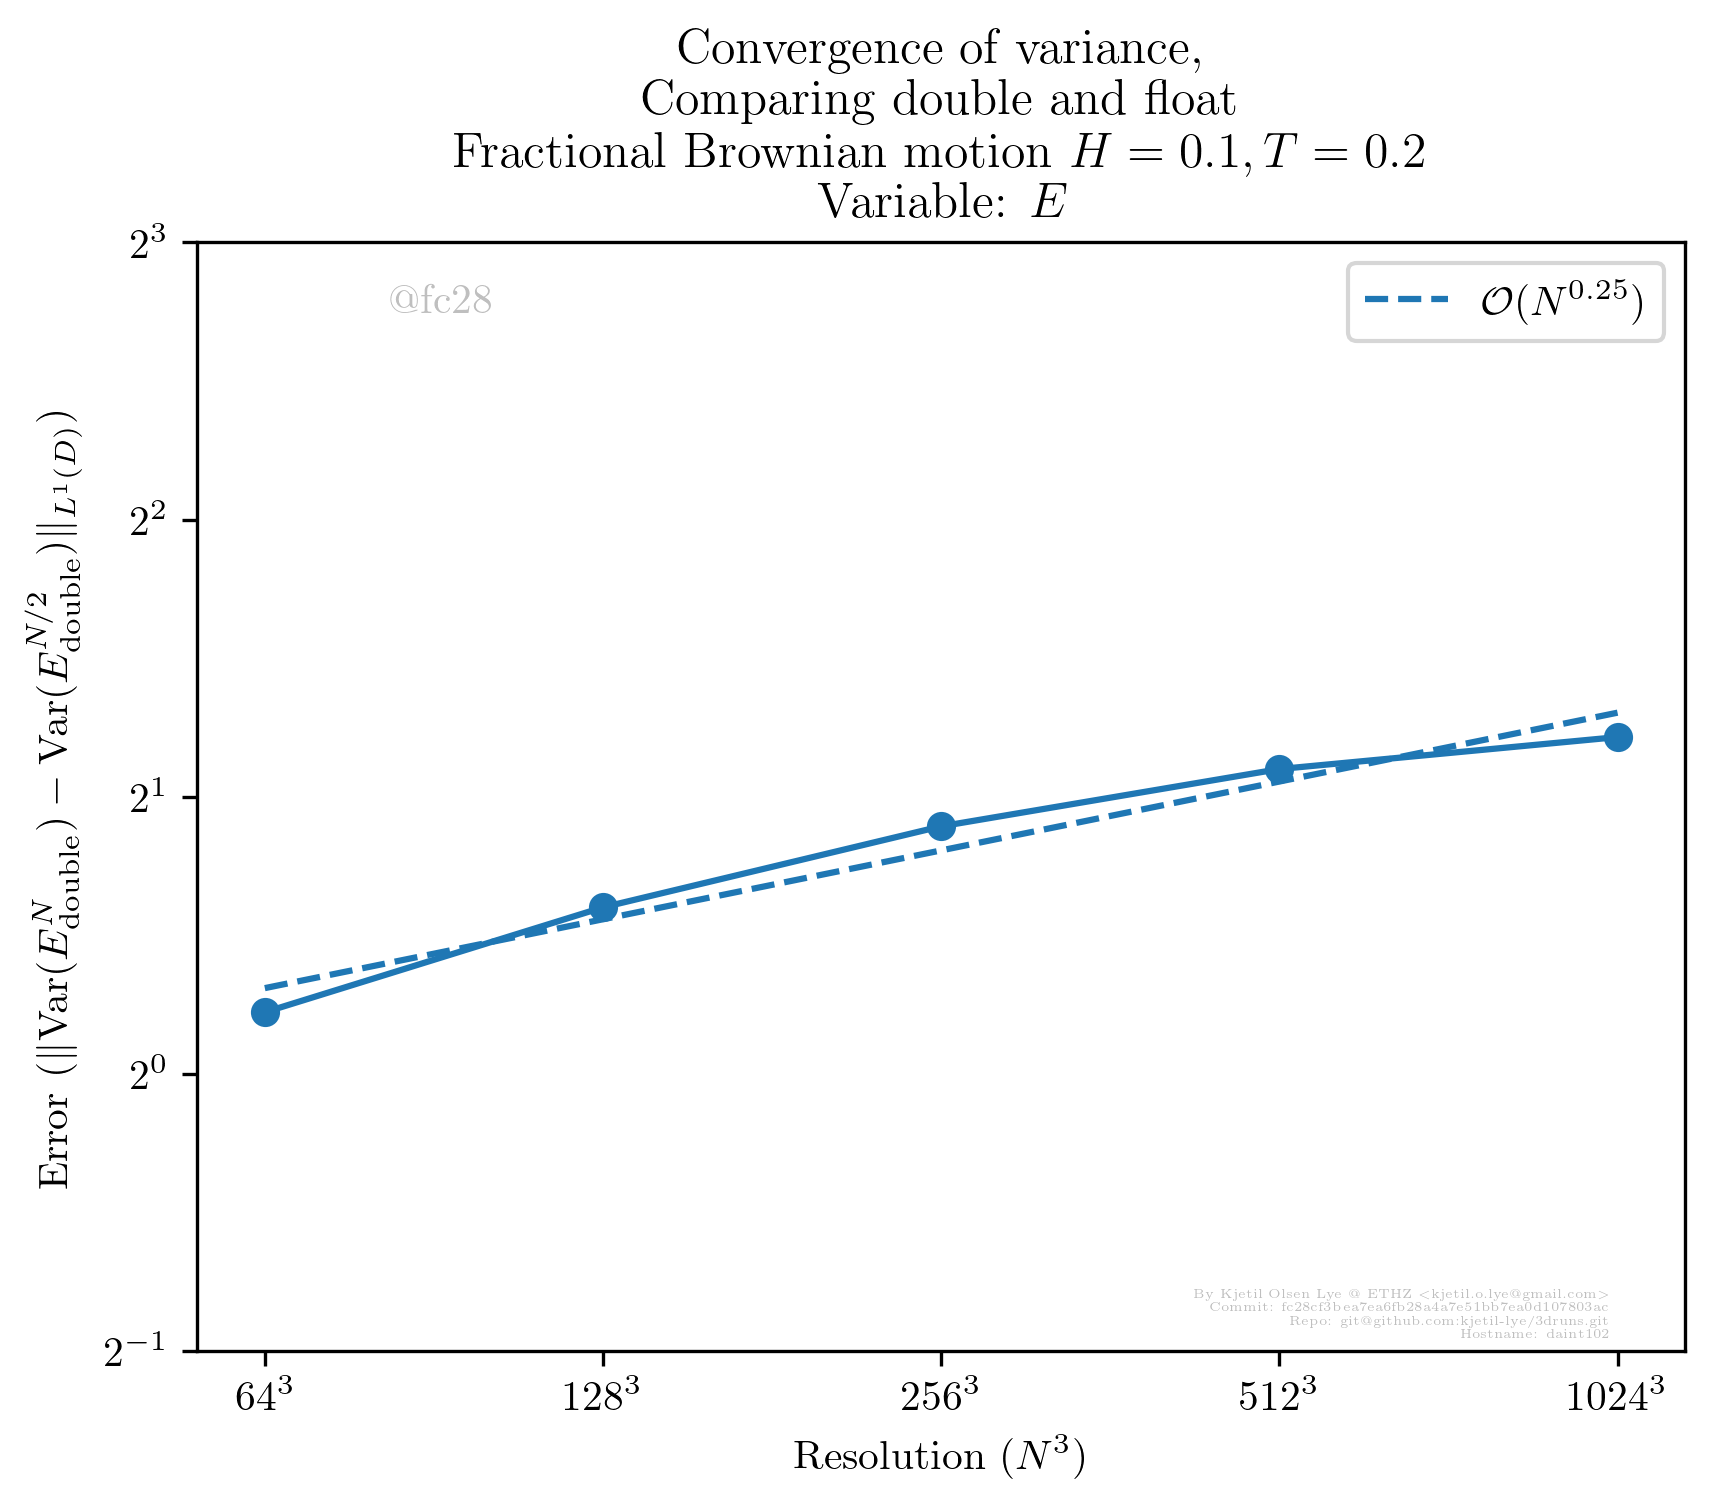 Convergence of variance,
Comparing double and float
Fractional Brownian motion H = 0.1, T = 0.2
Variable: E
2^3
@fc28
O(N^{0.25})
2^2
2^1
2^0
2^{-1}
Error (‖Var(E^N_{double}) − Var(E^{N/2}_{double})‖_{L^1(D)})
By Kjetil Olsen Lye @ ETHZ <kjetil.o.lye@gmail.com>
Commit: fc28cf3bea7ea6fb28a4a7e51bb7ea0d107803ac
Repo: git@github.com:kjetil-lye/3druns.git
Hostname: daint102
64^3 128^3 256^3 512^3 1024^3
Resolution (N^3)